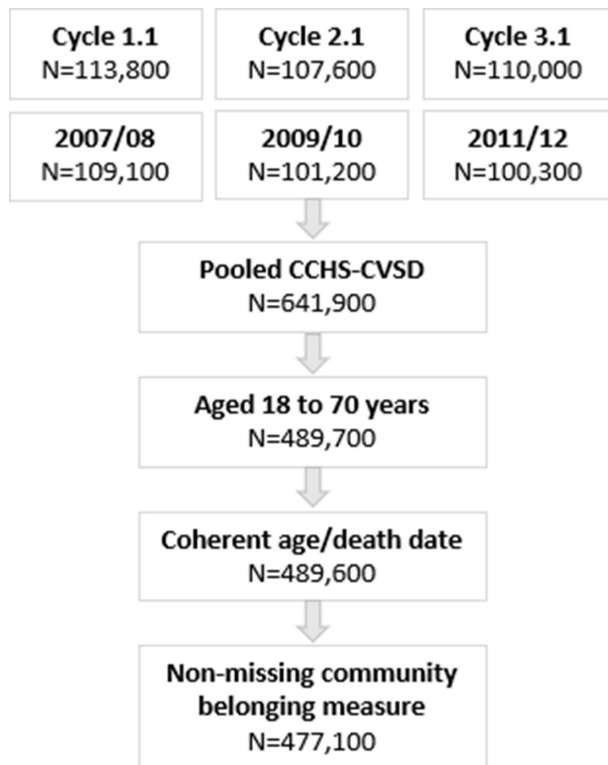 Cycle 1.1
N=113,800
Cycle 2.1
N=107,600
Cycle 3.1
N=110,000
2007/08
N=109,100
2009/10
N=101,200
2011/12
N=100,300
Pooled CCHS-CVSD
N=641,900
Aged 18 to 70 years
N=489,700
Coherent age/death date
N=489,600
Non-missing community
belonging measure
N=477,100